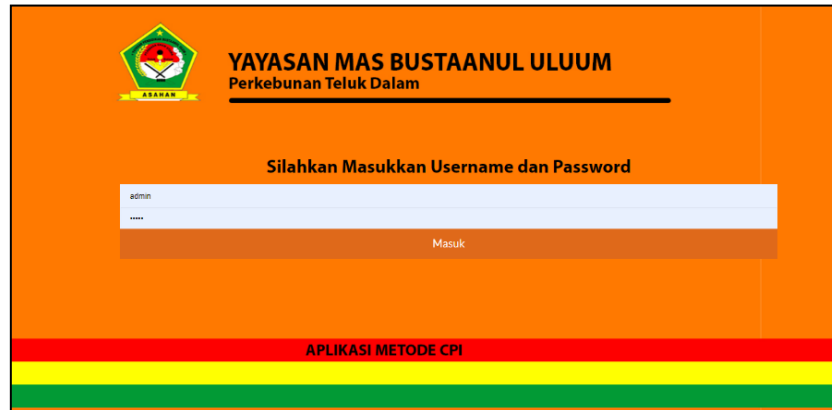 ASAHAN
YAYASAN MAS BUSTAANUL ULUUM
Perkebunan Teluk Dalam
Silahkan Masukkan Username dan Password
admin
•••••
Masuk
APLIKASI METODE CPI